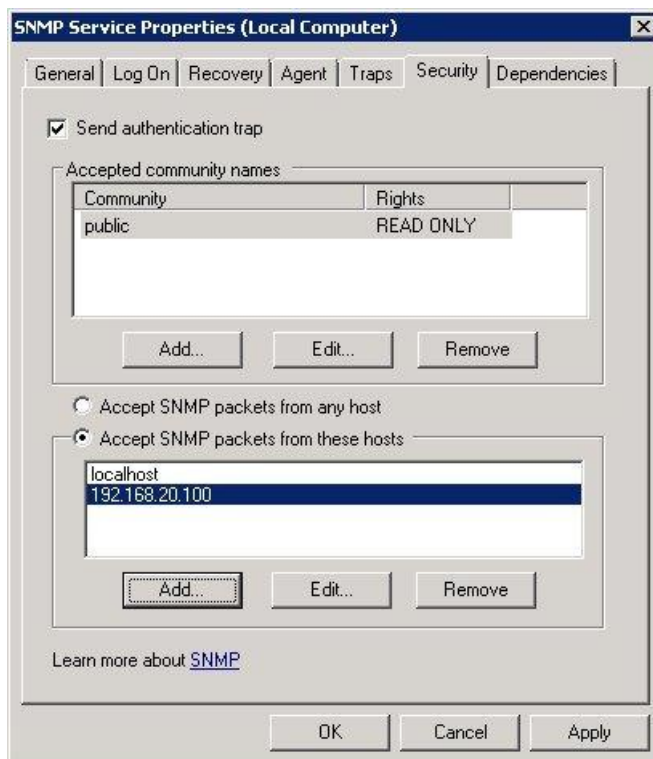 SNMP Service Properties (Local Computer)
General Log On Recovery Agent Traps Security Dependencies
Send authentication trap
Accepted community names
Community Rights
public READ ONLY
Add... Edit... Remove
Accept SNMP packets from any host
Accept SNMP packets from these hosts
localhost
192.168.20.100
Add... Edit... Remove
Learn more about SNMP
OK Cancel Apply